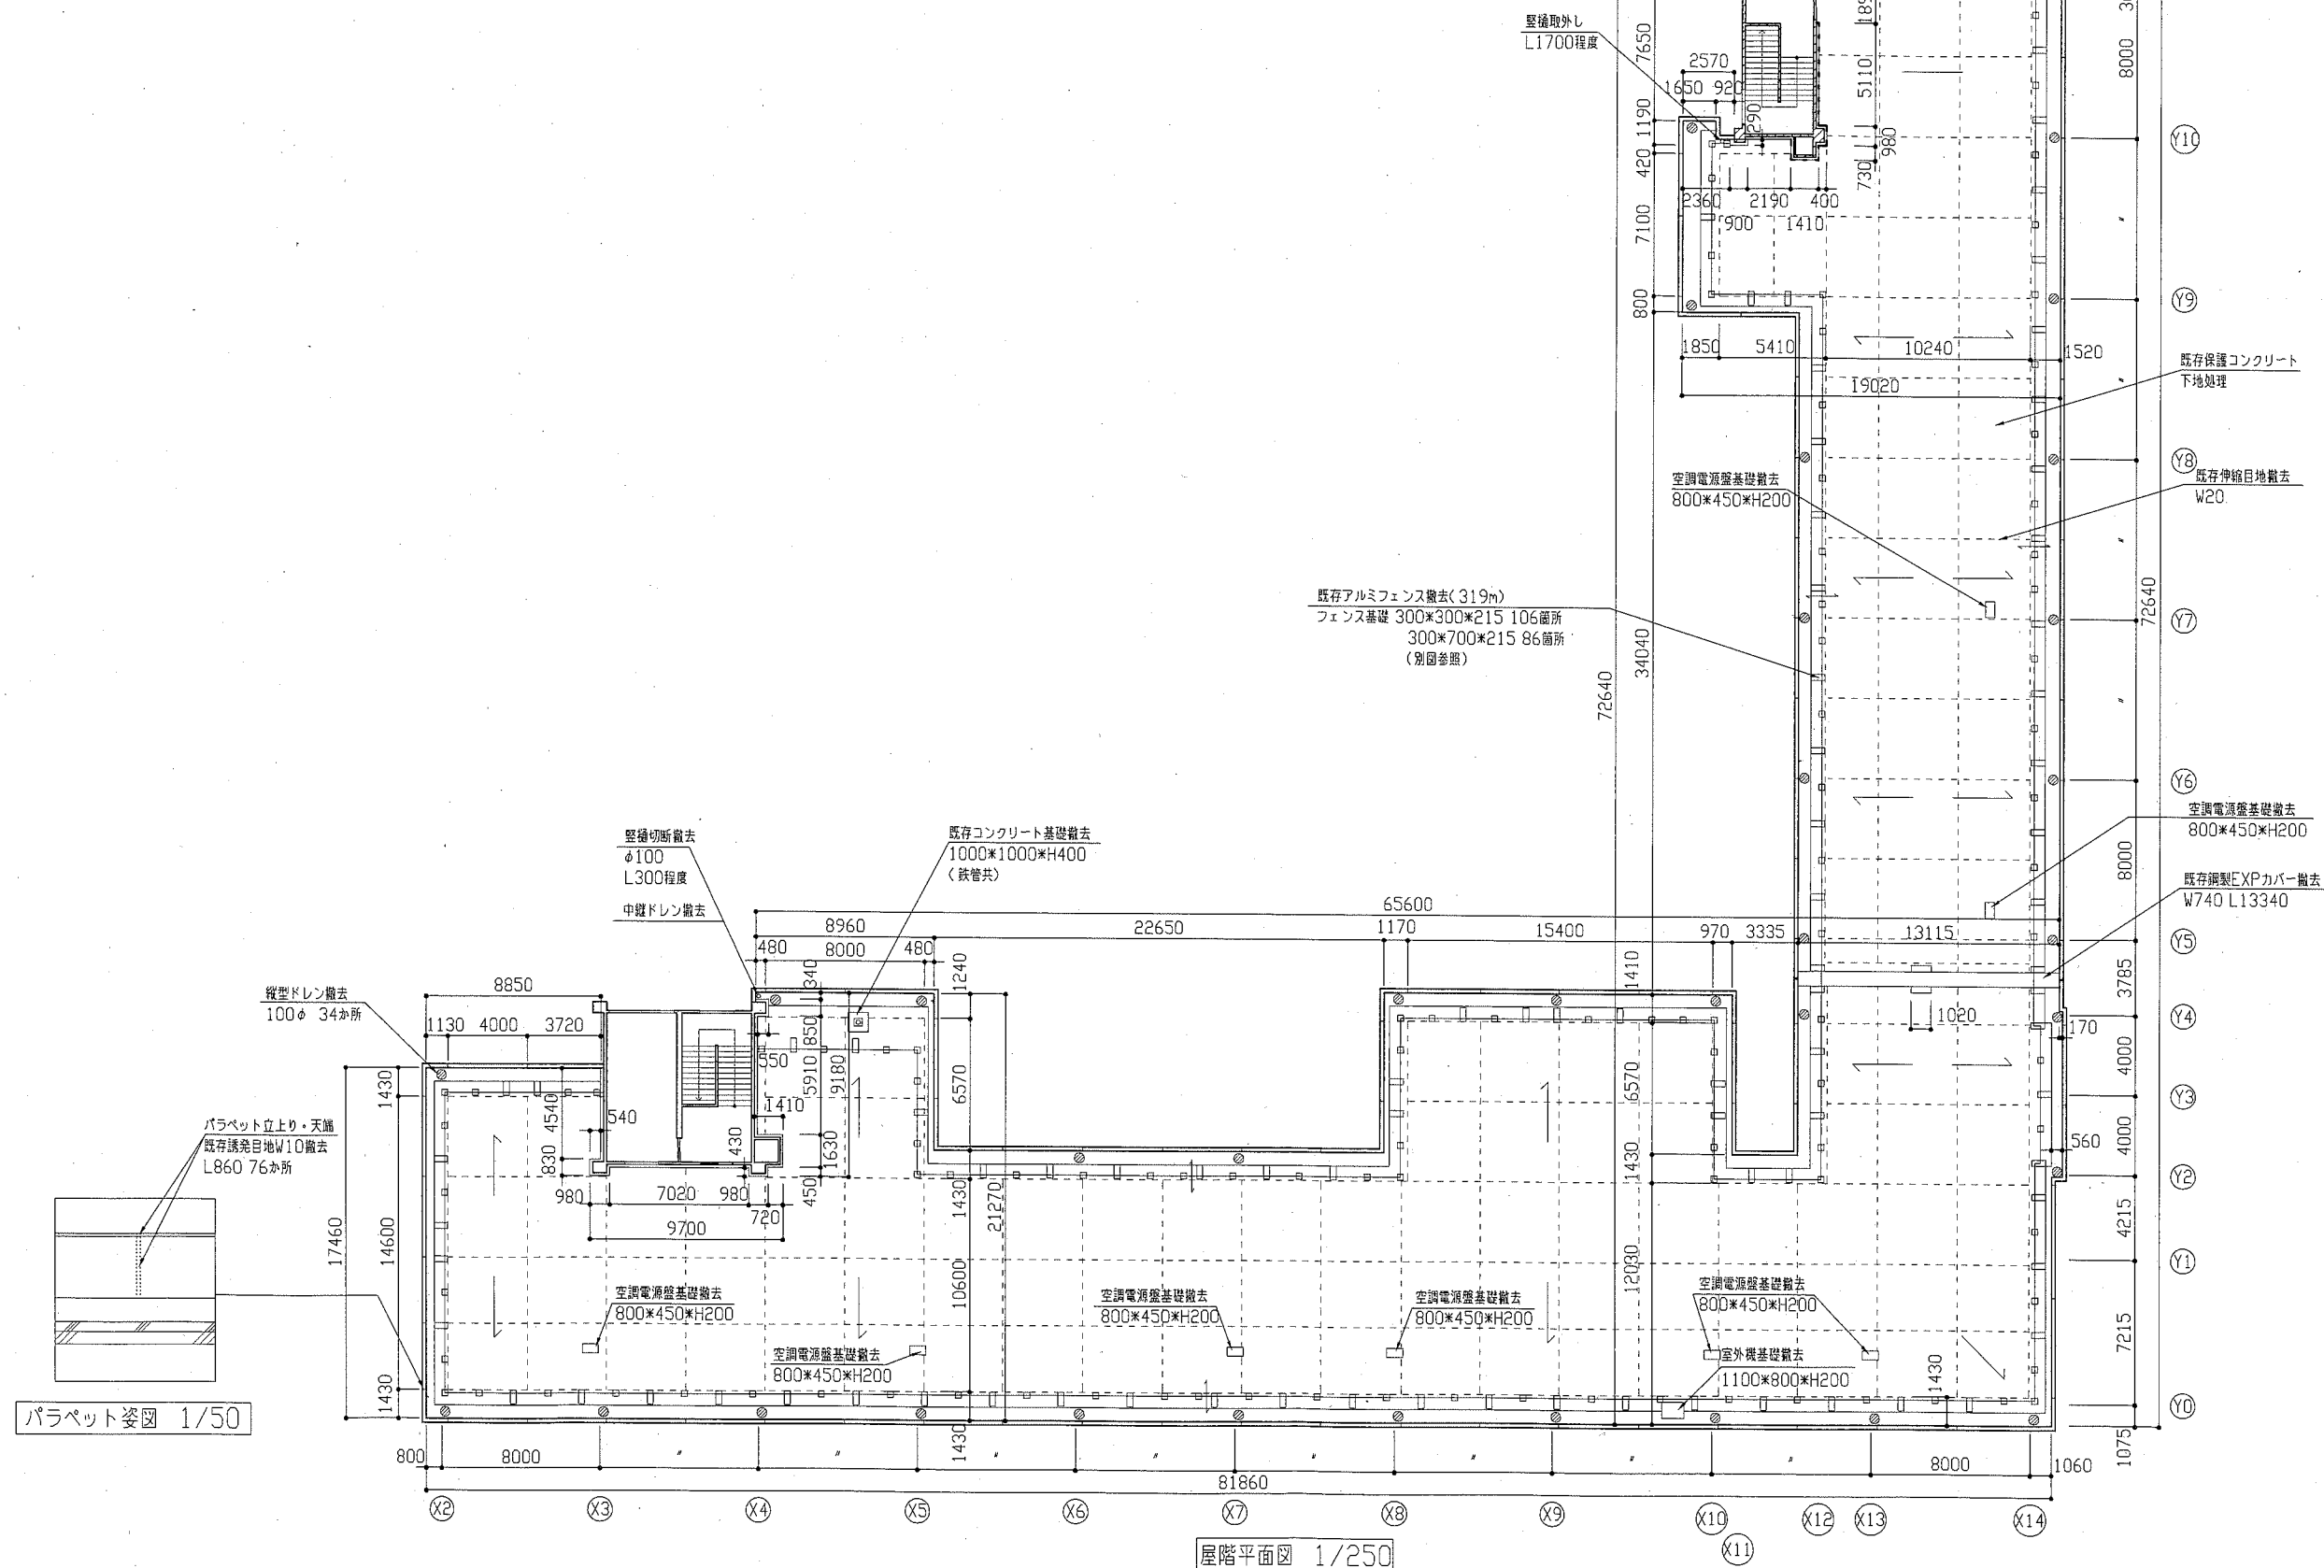 竪樋取外し
L1700程度
7650
2570
1650 920
290
1190
420
7100
800
189
5110
980
730
2360 2190 400
900 1410
30
8000
Y10
〃
Y9
1850 5410 10240 1520
19020
既存保護コンクリート
下地処理
〃
Y8
空調電源盤基礎撤去
800*450*H200
既存伸縮目地撤去
W20
〃
既存アルミフェンス撤去(319m)
フェンス基礎 300*300*215 106箇所
300*700*215 86箇所
(別図参照)
Y7
72640
34040
72640
〃
Y6
空調電源盤基礎撤去
800*450*H200
8000
既存鋼製EXPカバー撤去
W740 L13340
竪樋切断撤去
φ100
L300程度
中継ドレン撤去
既存コンクリート基礎撤去
1000*1000*H400
(鉄管共)
65600
8960 22650 1170 15400 970 3335 13115
Y5
480 8000 480
340
1240
1410
3785
縦型ドレン撤去
100φ 34か所
8850
1130 4000 3720
850
550
5910
9180
1020
Y4
170
4000
Y3
1430
4540
540
6570
6570
1410
パラペット立上り・天端
既存誘発目地W10撤去
L860 76か所
830
430
1630
560
4000
Y2
980 7020 980
720
450
9700
1430
21270
1430
17460
14600
10600
12030
4215
Y1
空調電源盤基礎撤去
800*450*H200
空調電源盤基礎撤去
800*450*H200
空調電源盤基礎撤去
800*450*H200
空調電源盤基礎撤去
800*450*H200
空調電源盤基礎撤去
800*450*H200
室外機基礎撤去
1100*800*H200
7215
1430
1430
Y0
パラペット姿図 1/50
1430
1075
800 8000 〃 〃 〃 〃 〃 〃 〃 〃 8000 1060
81860
X2 X3 X4 X5 X6 X7 X8 X9 X10 X12 X13 X14
X11
屋階平面図 1/250